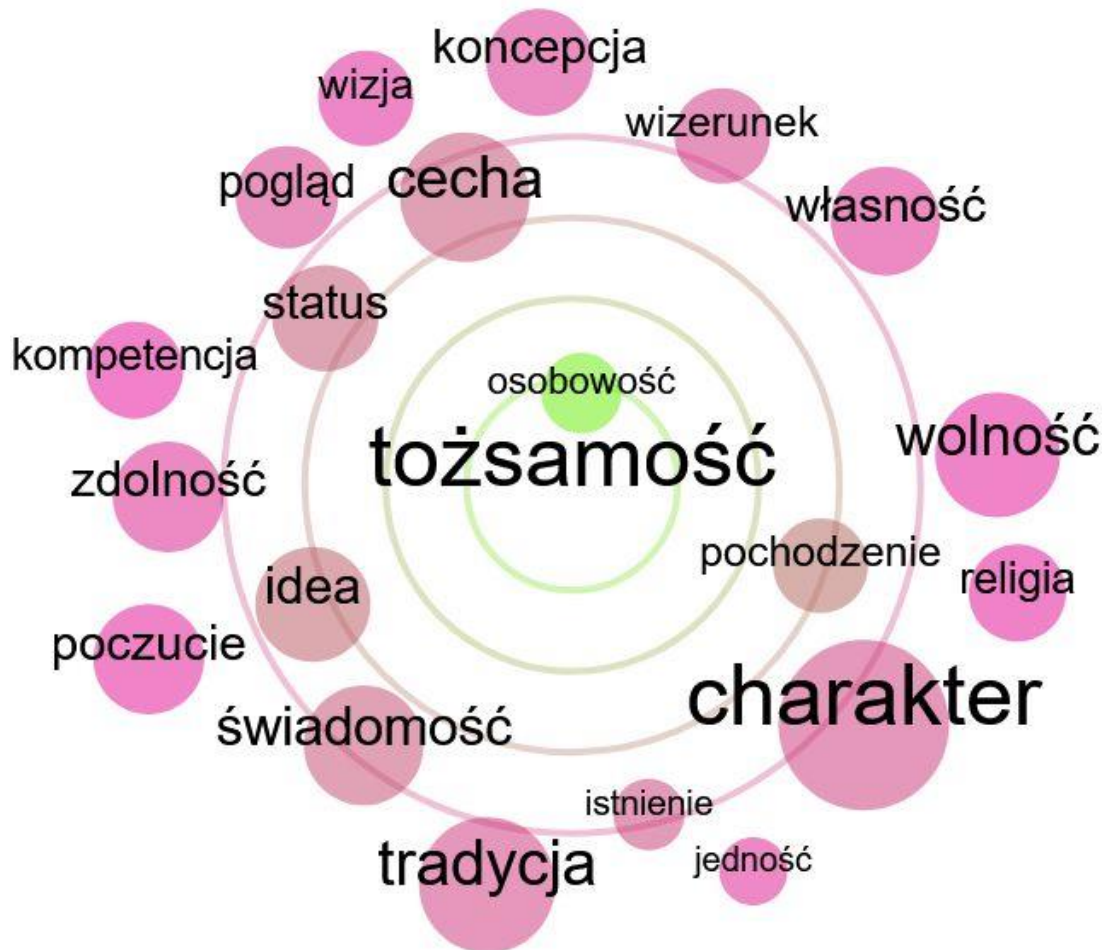 koncepcja
wizja
wizerunek
pogląd
cecha
własność
status
kompetencja
osobowość
tożsamość
wolność
zdolność
pochodzenie
religia
idea
poczucie
charakter
świadomość
istnienie
tradycja
jedność